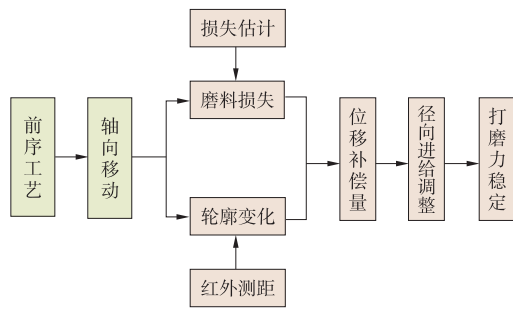 损失估计
磨料损失
前序工艺
轴向移动
轮廓变化
红外测距
位移补偿量
径向进给调整
打磨力稳定